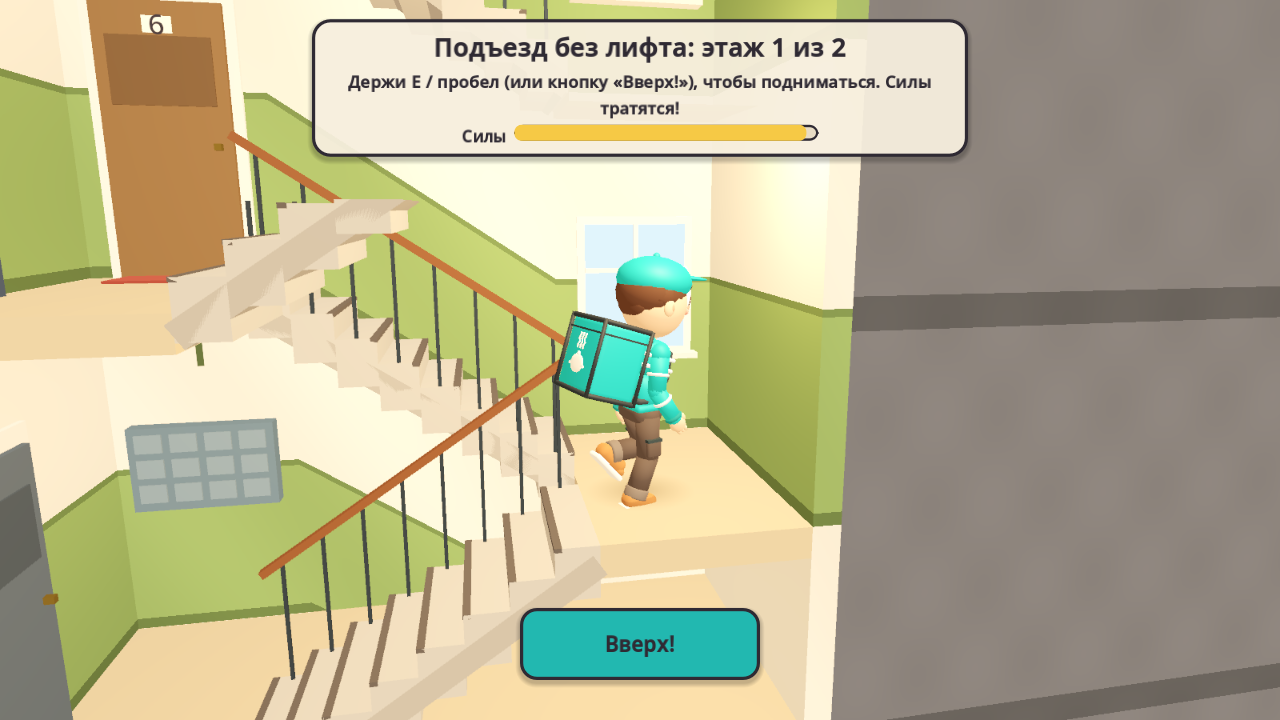 6
Подъезд без лифта: этаж 1 из 2
Держи E / пробел (или кнопку «Вверх!»), чтобы подниматься. Силы
тратятся!
Силы
Вверх!